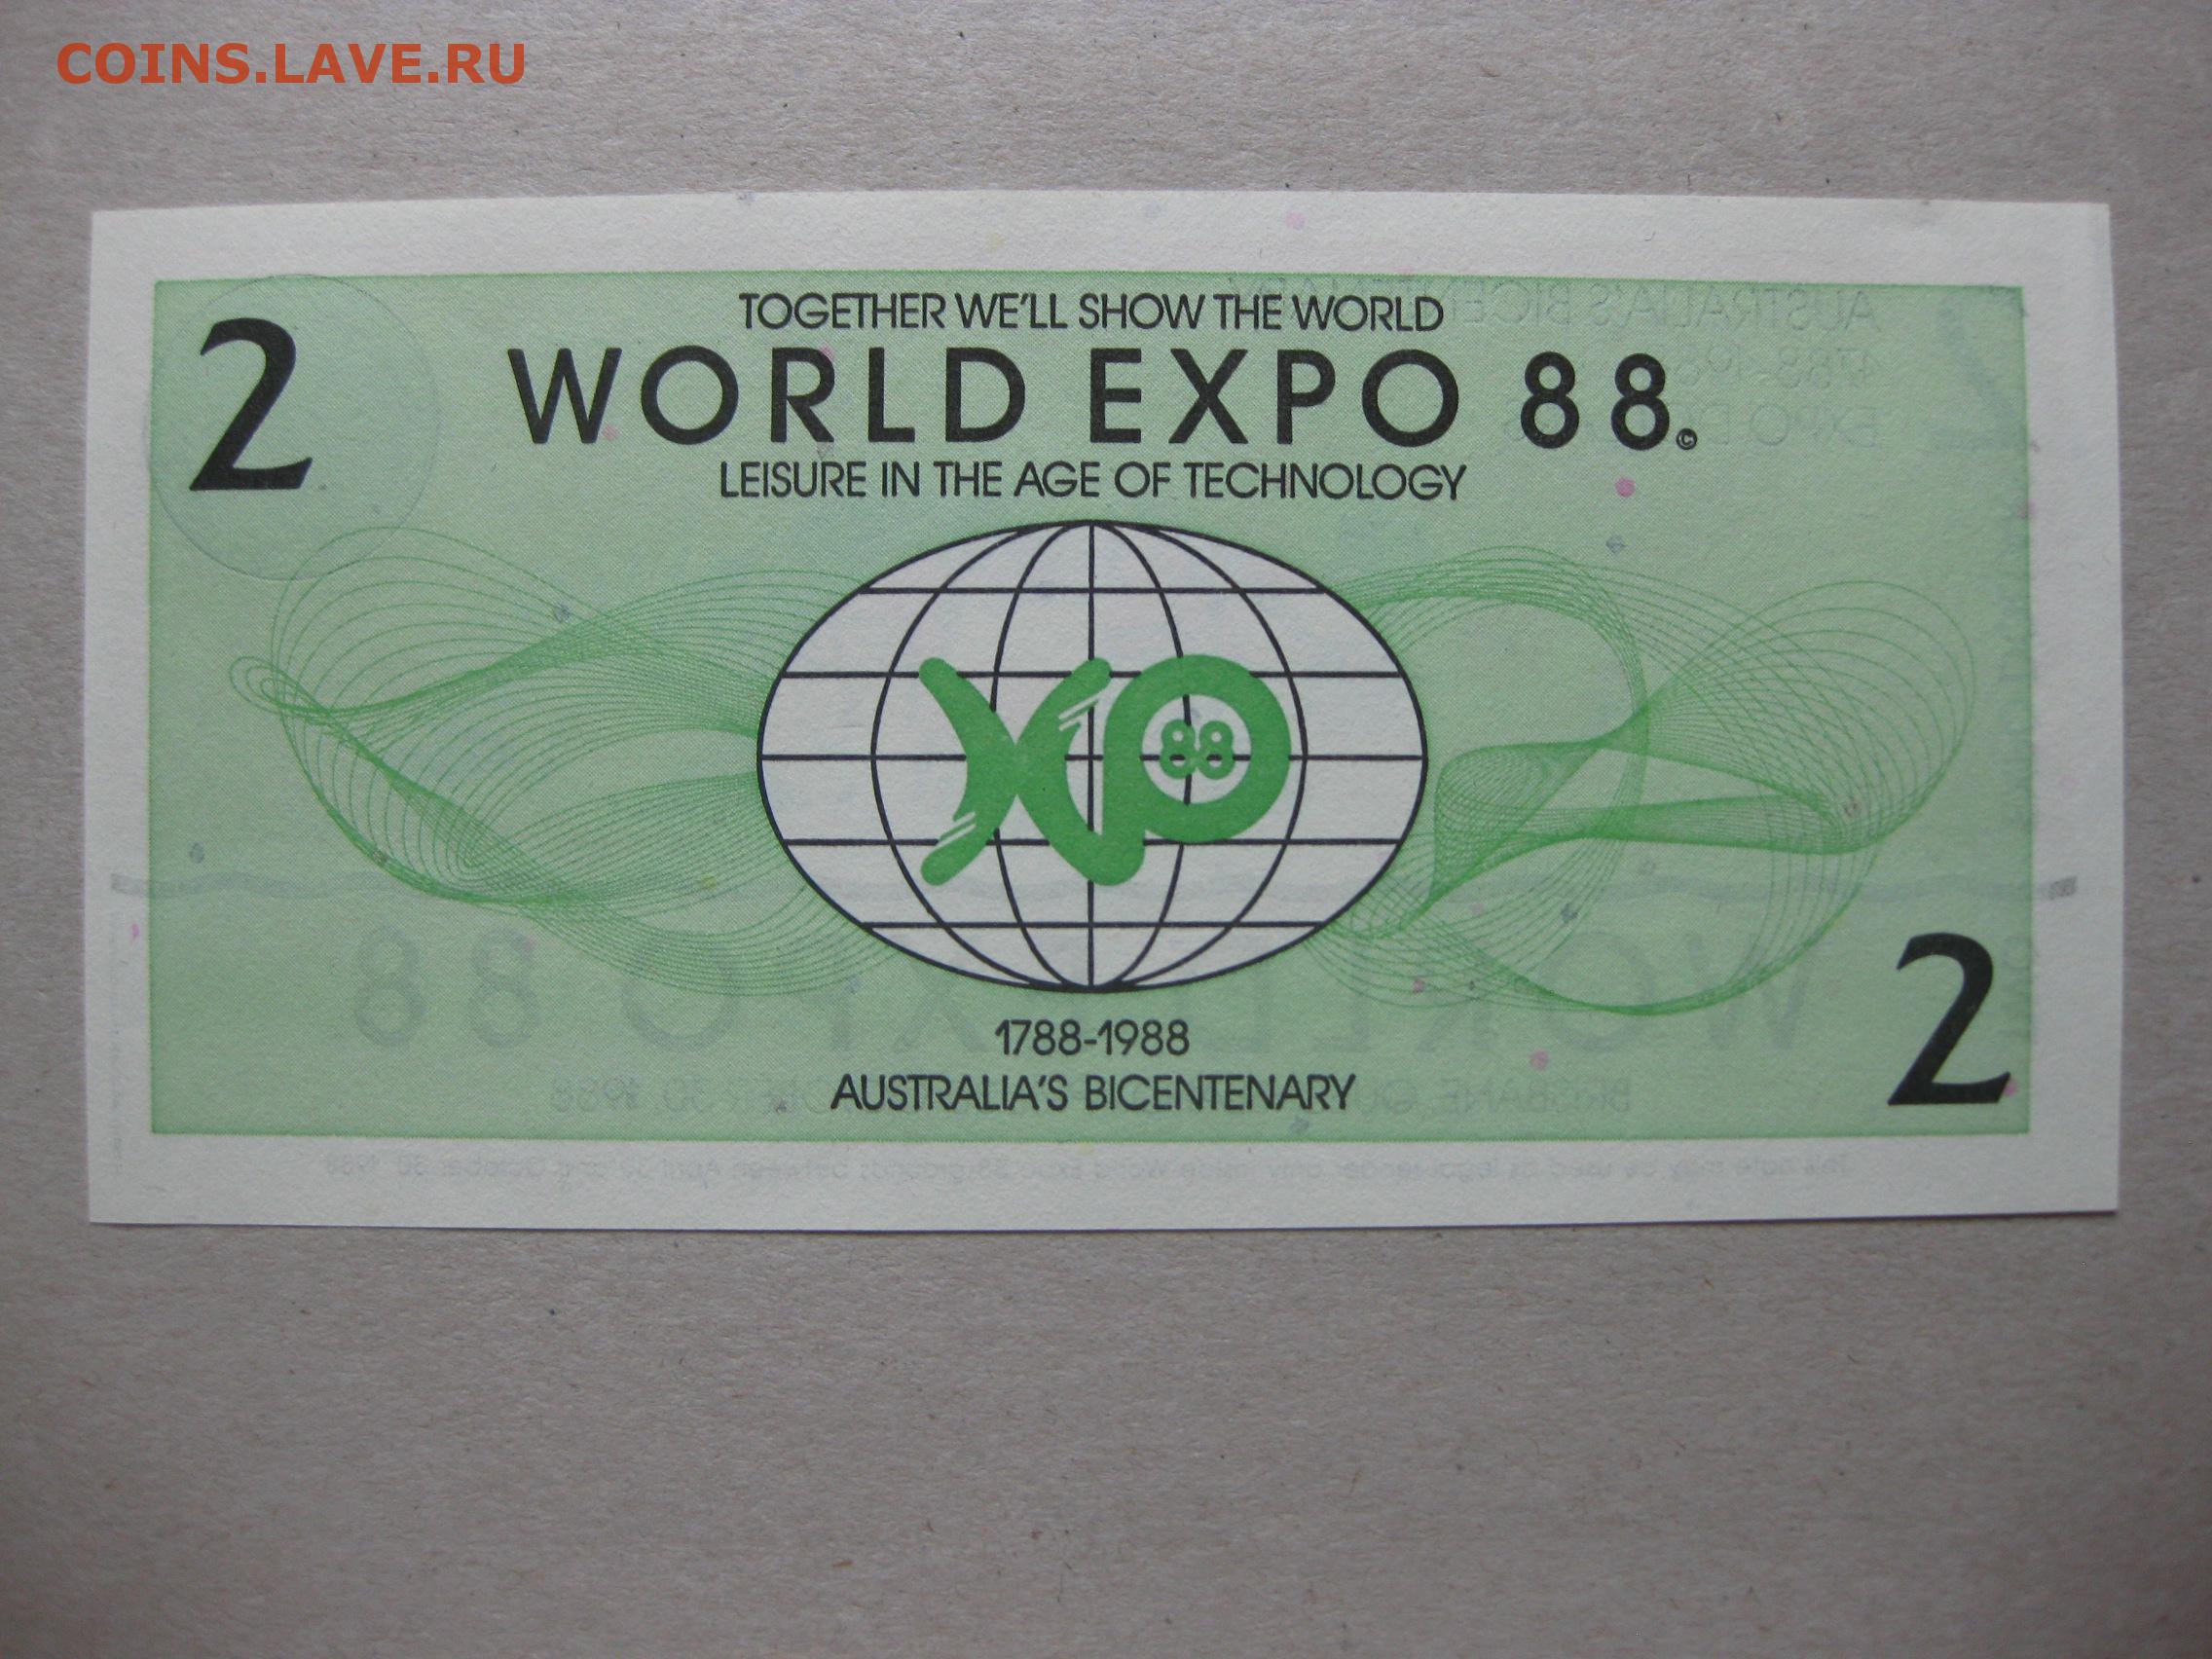 COINS.LAVE.RU
TOGETHER WE'LL SHOW THE WORLD
2
WORLD EXPO 88.©
LEISURE IN THE AGE OF TECHNOLOGY
XP
88
1788-1988
AUSTRALIA'S BICENTENARY
2